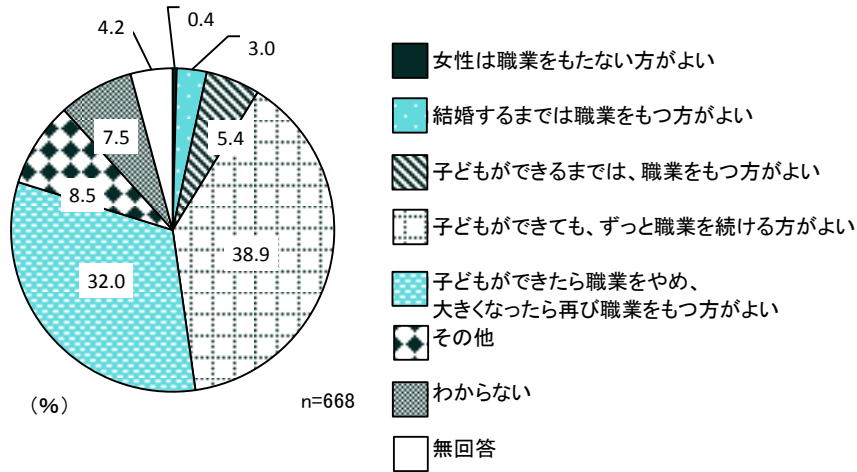 0.4
4.2
3.0
5.4
7.5
8.5
38.9
32.0
(%)
n=668
女性は職業をもたない方がよい
結婚するまでは職業をもつ方がよい
子どもができるまでは、職業をもつ方がよい
子どもができても、ずっと職業を続ける方がよい
子どもができたら職業をやめ、
大きくなったら再び職業をもつ方がよい
その他
わからない
無回答